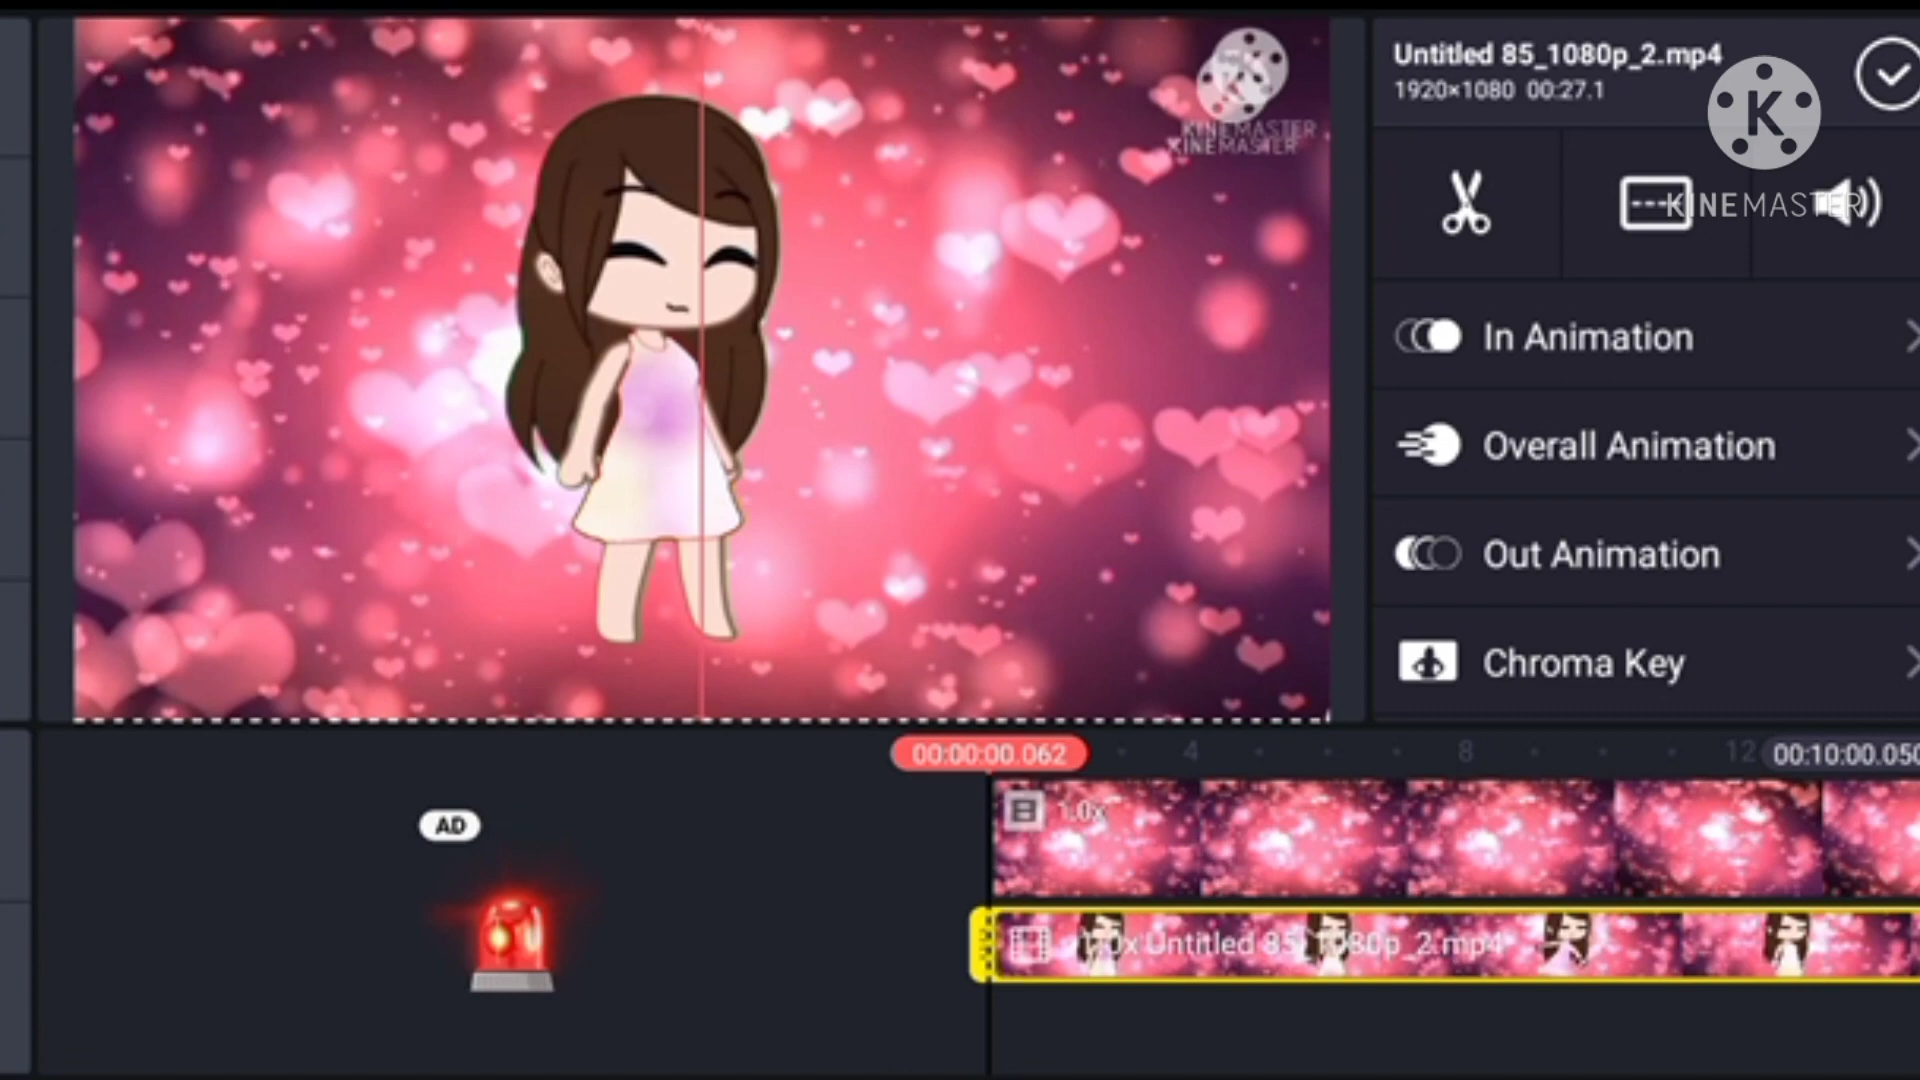 KINEMASTER
KINEMASTER
Untitled 85_1080p_2.mp4
1920×1080 00:27.1
K
KINEMASTER
In Animation
Overall Animation
Out Animation
Chroma Key
00:00:00.062
4
8
12
00:10:00.050
AD
1.0x
1.0x Untitled 85_1080p_2.mp4